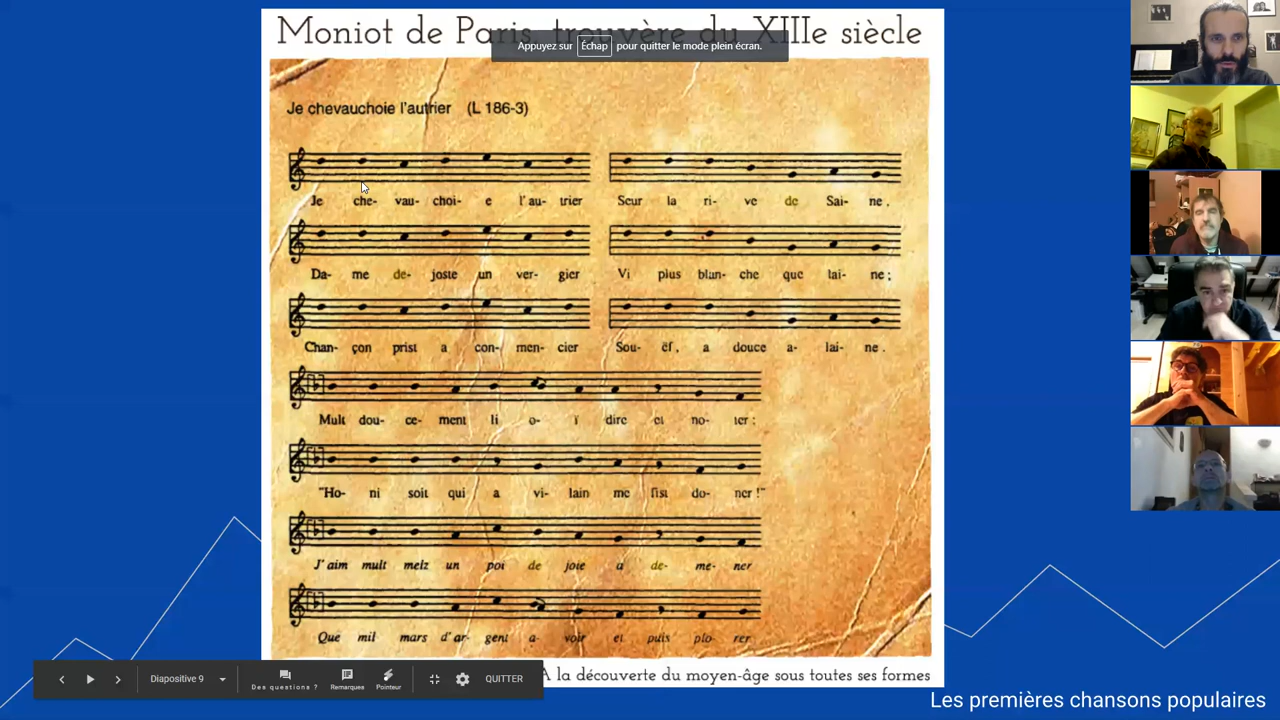 Moniot de Paris, trouvère du XIIIe siècle
Appuyez sur Échap pour quitter le mode plein écran.
Je chevauchoie l'autrier (L 186-3)
Je che- vau- choi- e l'au- trier Seur la ri- ve de Sai- ne,
Da- me de- joste un ver- gier Vi plus blan- che que lai- ne;
Chan- çon prist a con- men- cier Sou- ëf, a douce a- lai- ne.
Mult dou- ce- ment li o- ï dire et no- ter:
"Ho- ni soit qui a vi- lain me fist do- ner!"
J'aim mult melz un poi de joie a de- me- ner
Que mil mars d'ar- gent a- voir et puis plo- rer
Diapositive 9
Des questions ?
Remarques
Pointeur
QUITTER
A la découverte du moyen-âge sous toutes ses formes
Les premières chansons populaires